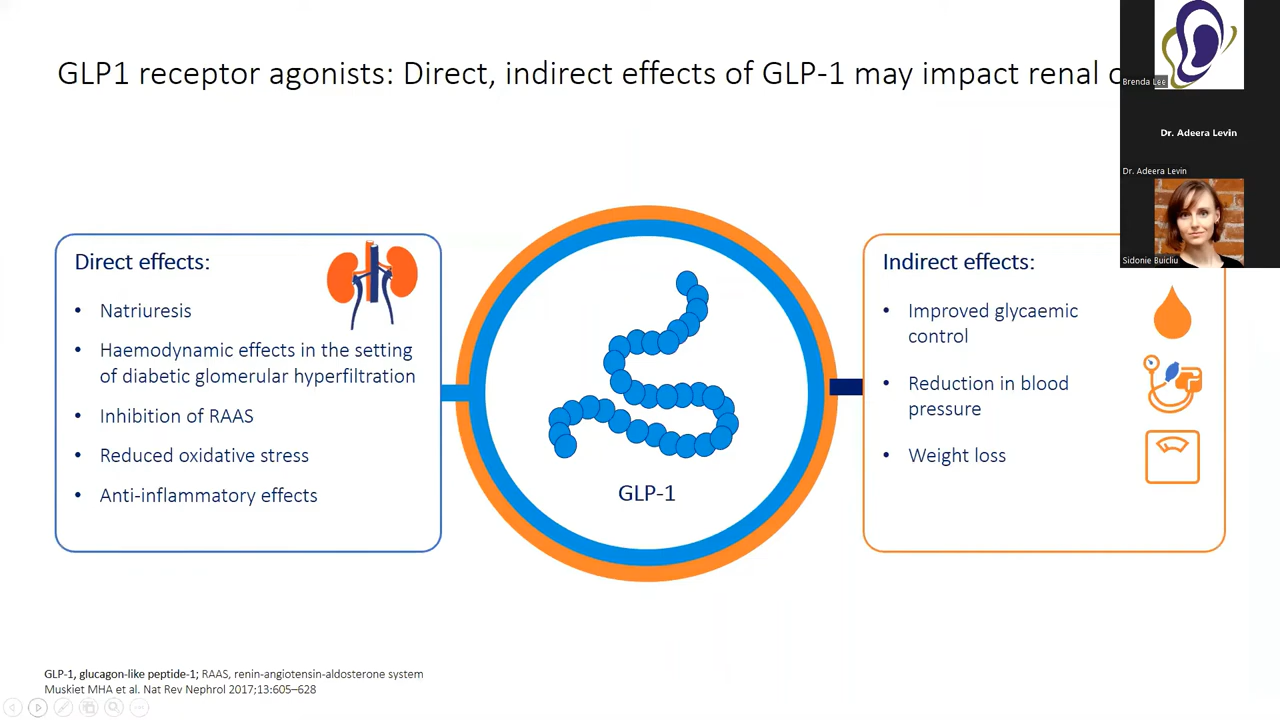 GLP1 receptor agonists: Direct, indirect effects of GLP-1 may impact renal
Brenda Lee
Dr. Adeera Levin
Dr. Adeera Levin
Sidonie Buicliu
Direct effects:
• Natriuresis
• Haemodynamic effects in the setting
of diabetic glomerular hyperfiltration
• Inhibition of RAAS
• Reduced oxidative stress
• Anti-inflammatory effects
GLP-1
Indirect effects:
• Improved glycaemic
control
• Reduction in blood
pressure
• Weight loss
GLP-1, glucagon-like peptide-1; RAAS, renin-angiotensin-aldosterone system
Muskiet MHA et al. Nat Rev Nephrol 2017;13:605–628